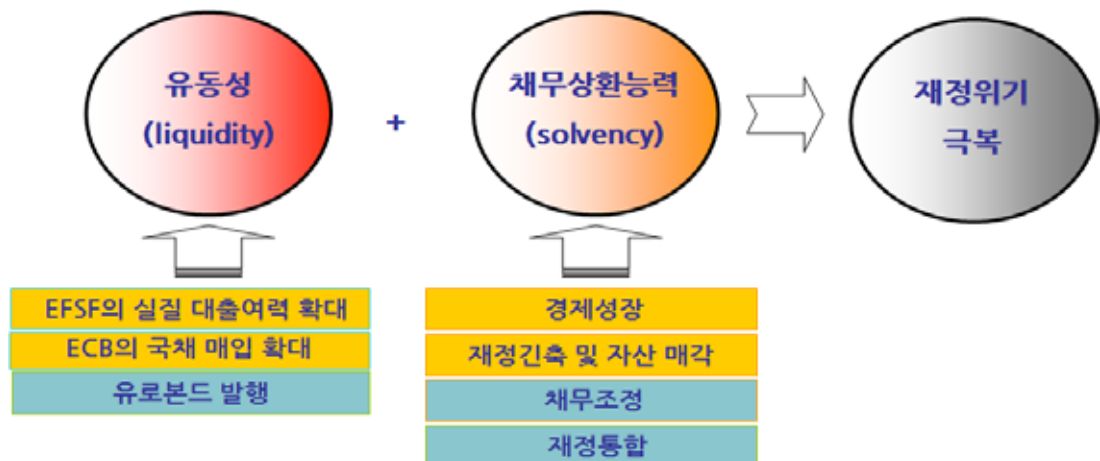 유동성
(liquidity)
+
채무상환능력
(solvency)
재정위기
극복
EFSF의 실질 대출여력 확대
ECB의 국채 매입 확대
유로본드 발행
경제성장
재정긴축 및 자산 매각
채무조정
재정통합